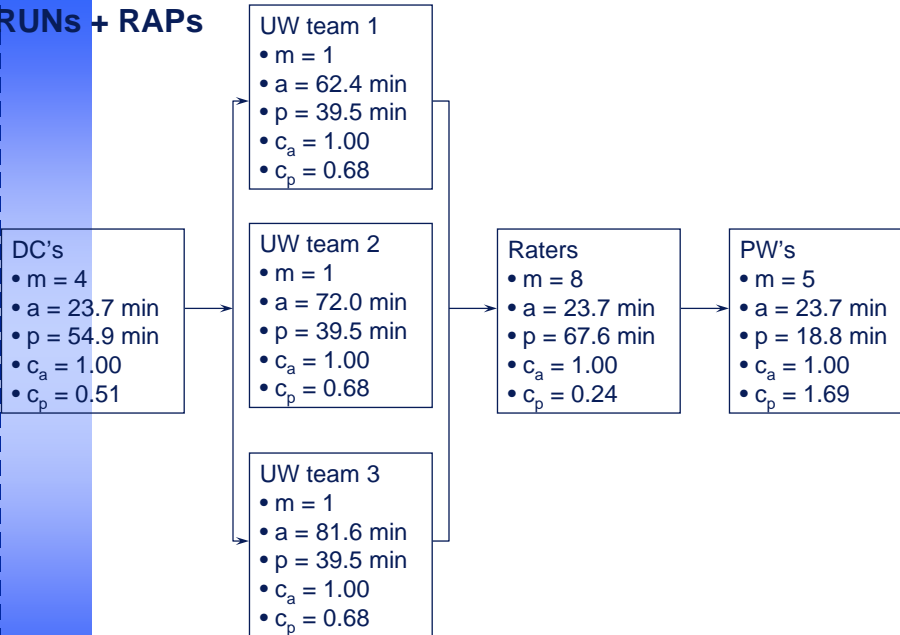 RUNs + RAPs
UW team 1
• m = 1
• a = 62.4 min
• p = 39.5 min
• cₐ = 1.00
• cₚ = 0.68
DC's
• m = 4
• a = 23.7 min
• p = 54.9 min
• cₐ = 1.00
• cₚ = 0.51
UW team 2
• m = 1
• a = 72.0 min
• p = 39.5 min
• cₐ = 1.00
• cₚ = 0.68
UW team 3
• m = 1
• a = 81.6 min
• p = 39.5 min
• cₐ = 1.00
• cₚ = 0.68
Raters
• m = 8
• a = 23.7 min
• p = 67.6 min
• cₐ = 1.00
• cₚ = 0.24
PW's
• m = 5
• a = 23.7 min
• p = 18.8 min
• cₐ = 1.00
• cₚ = 1.69